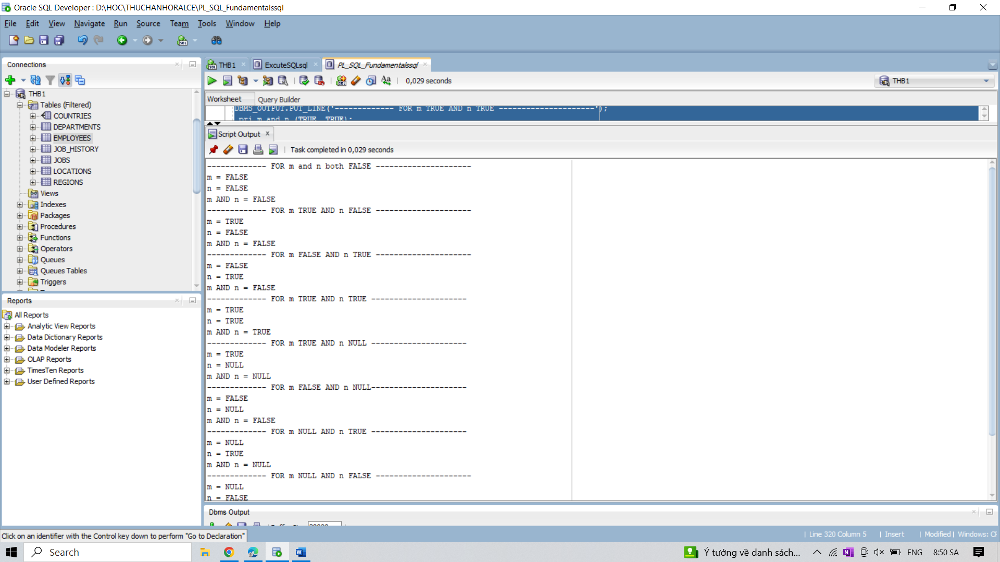 Oracle SQL Developer : D:\HOC\THUCHANHORALCE\PL_SQL_Fundamentalssql
File Edit View Navigate Run Source Team Tools Window Help
Connections
THB1
Tables (Filtered)
COUNTRIES
DEPARTMENTS
EMPLOYEES
JOB_HISTORY
JOBS
LOCATIONS
REGIONS
Views
Indexes
Packages
Procedures
Functions
Operators
Queues
Queues Tables
Triggers
Reports
All Reports
Analytic View Reports
Data Dictionary Reports
Data Modeler Reports
OLAP Reports
TimesTen Reports
User Defined Reports
THB1 ExcuteSQLsql PL_SQL_Fundamentalssql
0,029 seconds THB1
Worksheet Query Builder
DBMS_OUTPUT.PUT_LINE('------------- FOR m TRUE AND n TRUE ---------------------');
pri_m_and_n (TRUE, TRUE);
Script Output
Task completed in 0,029 seconds
------------- FOR m and n both FALSE ---------------------
m = FALSE
n = FALSE
m AND n = FALSE
------------- FOR m TRUE AND n FALSE ---------------------
m = TRUE
n = FALSE
m AND n = FALSE
------------- FOR m FALSE AND n TRUE ---------------------
m = FALSE
n = TRUE
m AND n = FALSE
------------- FOR m TRUE AND n TRUE ---------------------
m = TRUE
n = TRUE
m AND n = TRUE
------------- FOR m TRUE AND n NULL ---------------------
m = TRUE
n = NULL
m AND n = NULL
------------- FOR m FALSE AND n NULL---------------------
m = FALSE
n = NULL
m AND n = FALSE
------------- FOR m NULL AND n TRUE ---------------------
m = NULL
n = TRUE
m AND n = NULL
------------- FOR m NULL AND n FALSE ---------------------
m = NULL
n = FALSE
Dbms Output
Click on an identifier with the Control key down to perform "Go to Declaration"
| Line 320 Column 5 | Insert | Modified | Windows: CF
Search
Ý tưởng về danh sách... ENG 8:50 SA